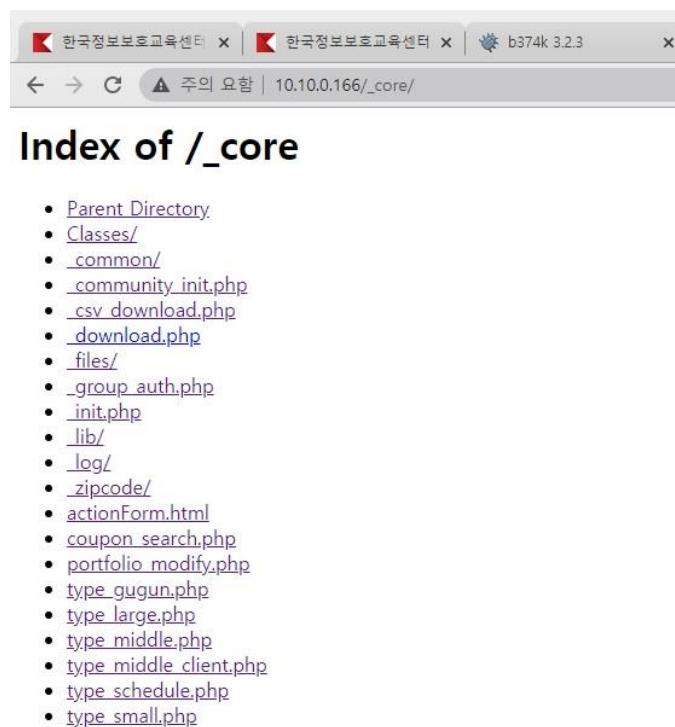 한국정보보호교육센터 × 한국정보보호교육센터 × b374k 3.2.3 ×
주의 요함 | 10.10.0.166/_core/
Index of /_core
Parent Directory
Classes/
_common/
_community_init.php
_csv_download.php
_download.php
_files/
_group_auth.php
_init.php
_lib/
_log/
_zipcode/
actionForm.html
coupon_search.php
portfolio_modify.php
type_gugun.php
type_large.php
type_middle.php
type_middle_client.php
type_schedule.php
type_small.php